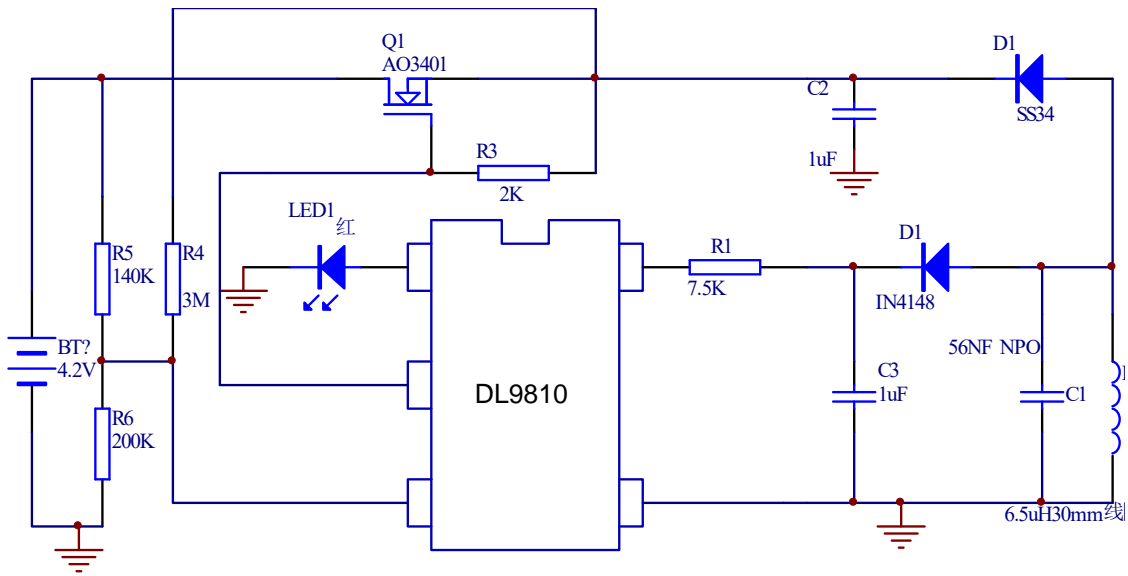 Q1
AO3401
D1
SS34
C2
1uF
R3
2K
LED1
红
R5
140K
R4
3M
R1
7.5K
D1
IN4148
56NF NPO
BT?
4.2V
DL9810
C3
1uF
C1
R6
200K
6.5uH30mm线